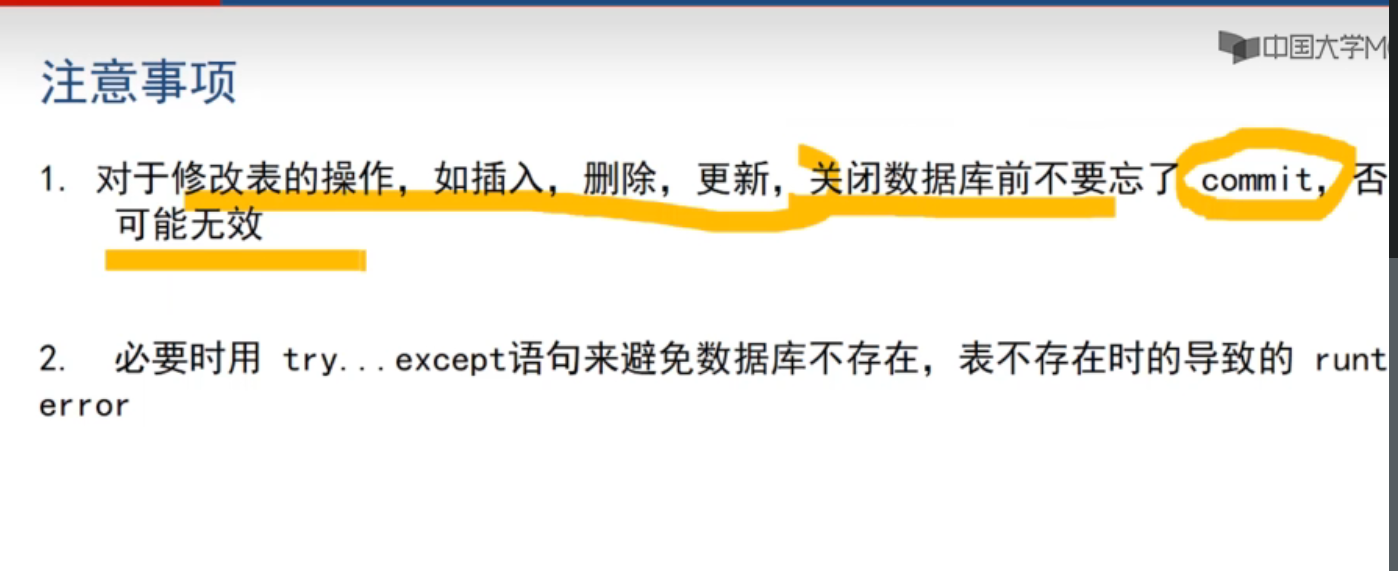 中国大学M
注意事项
1. 对于修改表的操作，如插入，删除，更新，关闭数据库前不要忘了 commit，否
可能无效
2. 必要时用 try...except语句来避免数据库不存在，表不存在时的导致的 runt
error